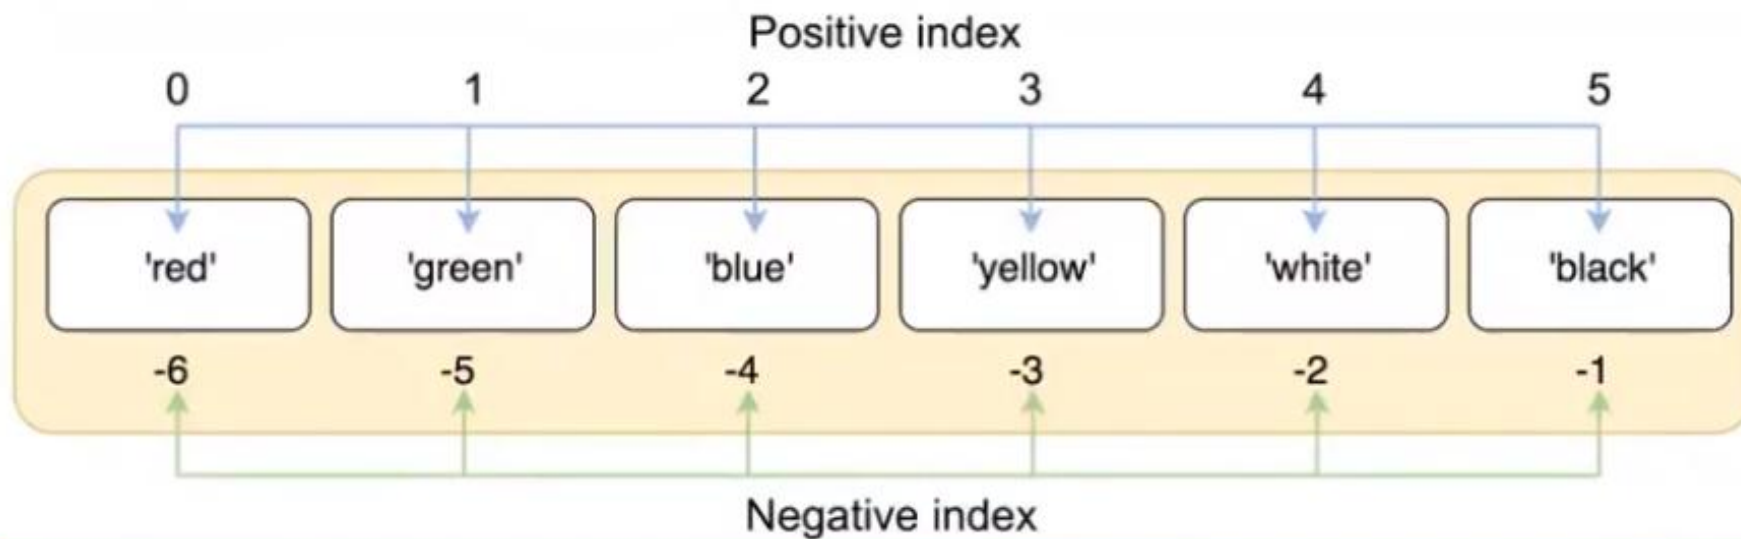 Positive index
0 1 2 3 4 5
'red' 'green' 'blue' 'yellow' 'white' 'black'
-6 -5 -4 -3 -2 -1
Negative index